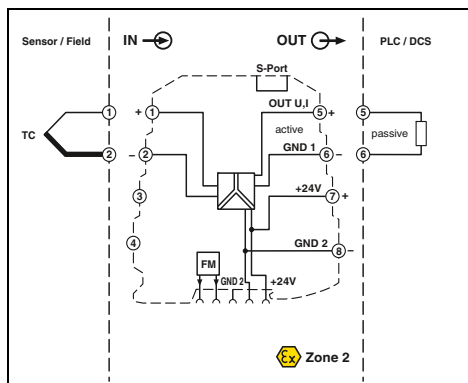 Sensor / Field IN OUT PLC / DCS
S-Port
OUT U,I
1 + 1 5 + 5
TC active passive
GND 1
2 – 2 6 – 6
+24V
3 7 +
GND 2
4 8 –
FM
GND 2 +24V
Ex Zone 2